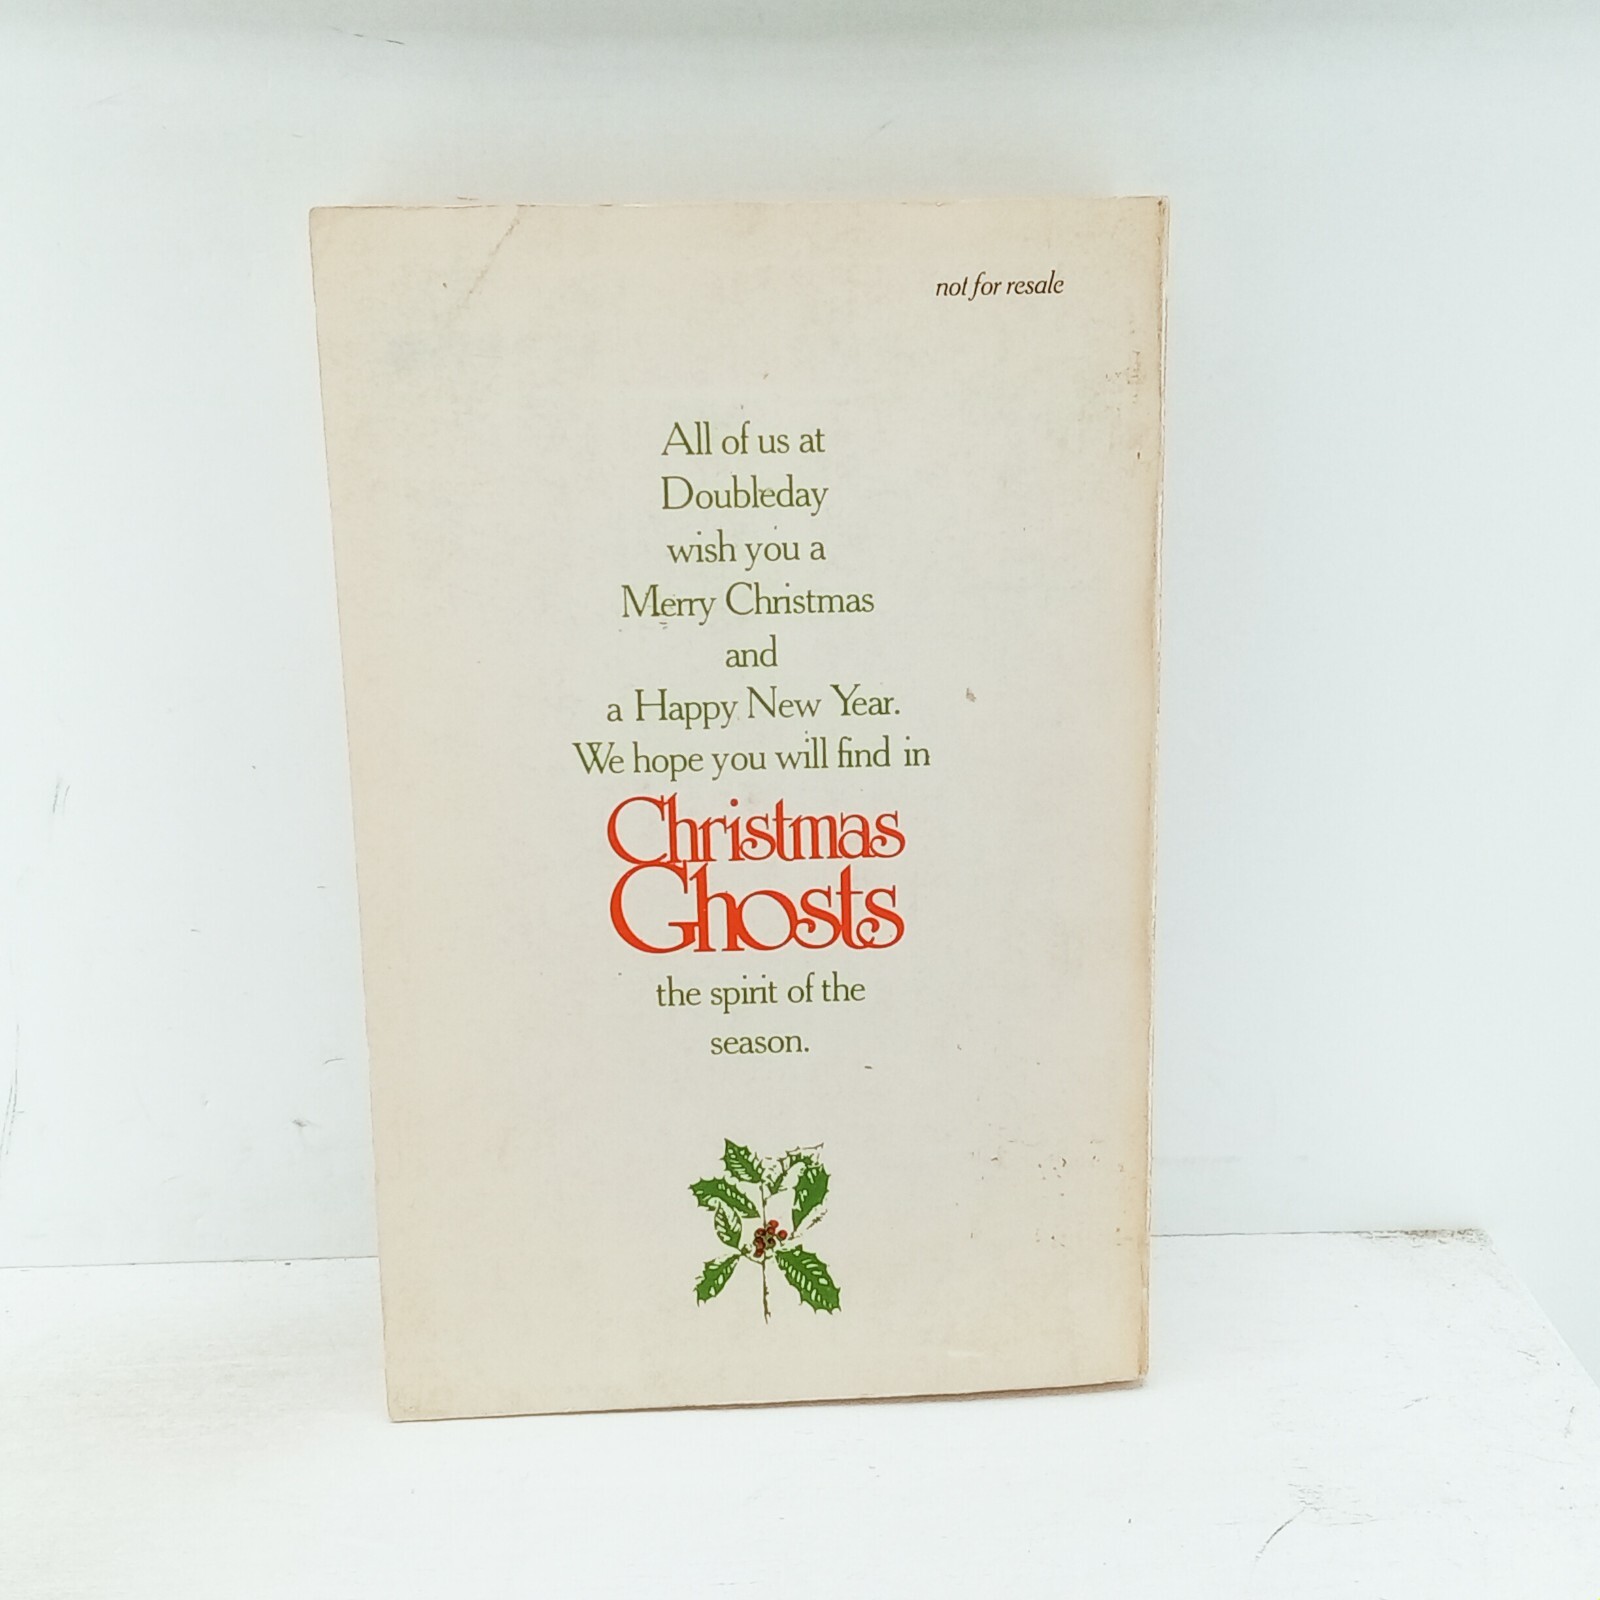 not for resale
All of us at
Doubleday
wish you a
Merry Christmas
and
a Happy New Year.
We hope you will find in
Christmas
Ghosts
the spirit of the
season.